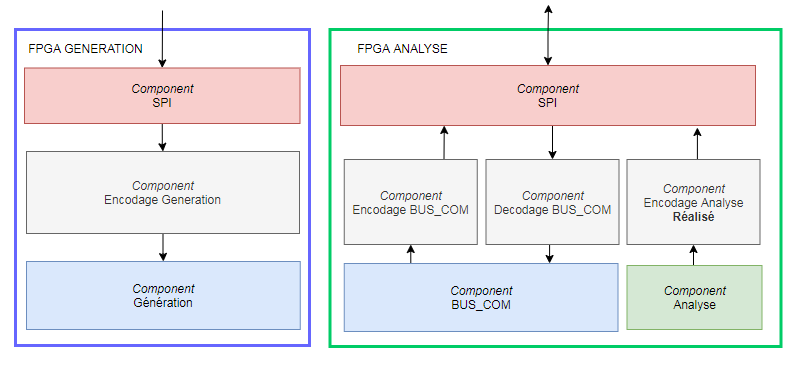 FPGA GENERATION
Component
SPI
Component
Encodage Generation
Component
Génération
FPGA ANALYSE
Component
SPI
Component
Encodage BUS_COM
Component
Decodage BUS_COM
Component
Encodage Analyse
Réalisé
Component
BUS_COM
Component
Analyse